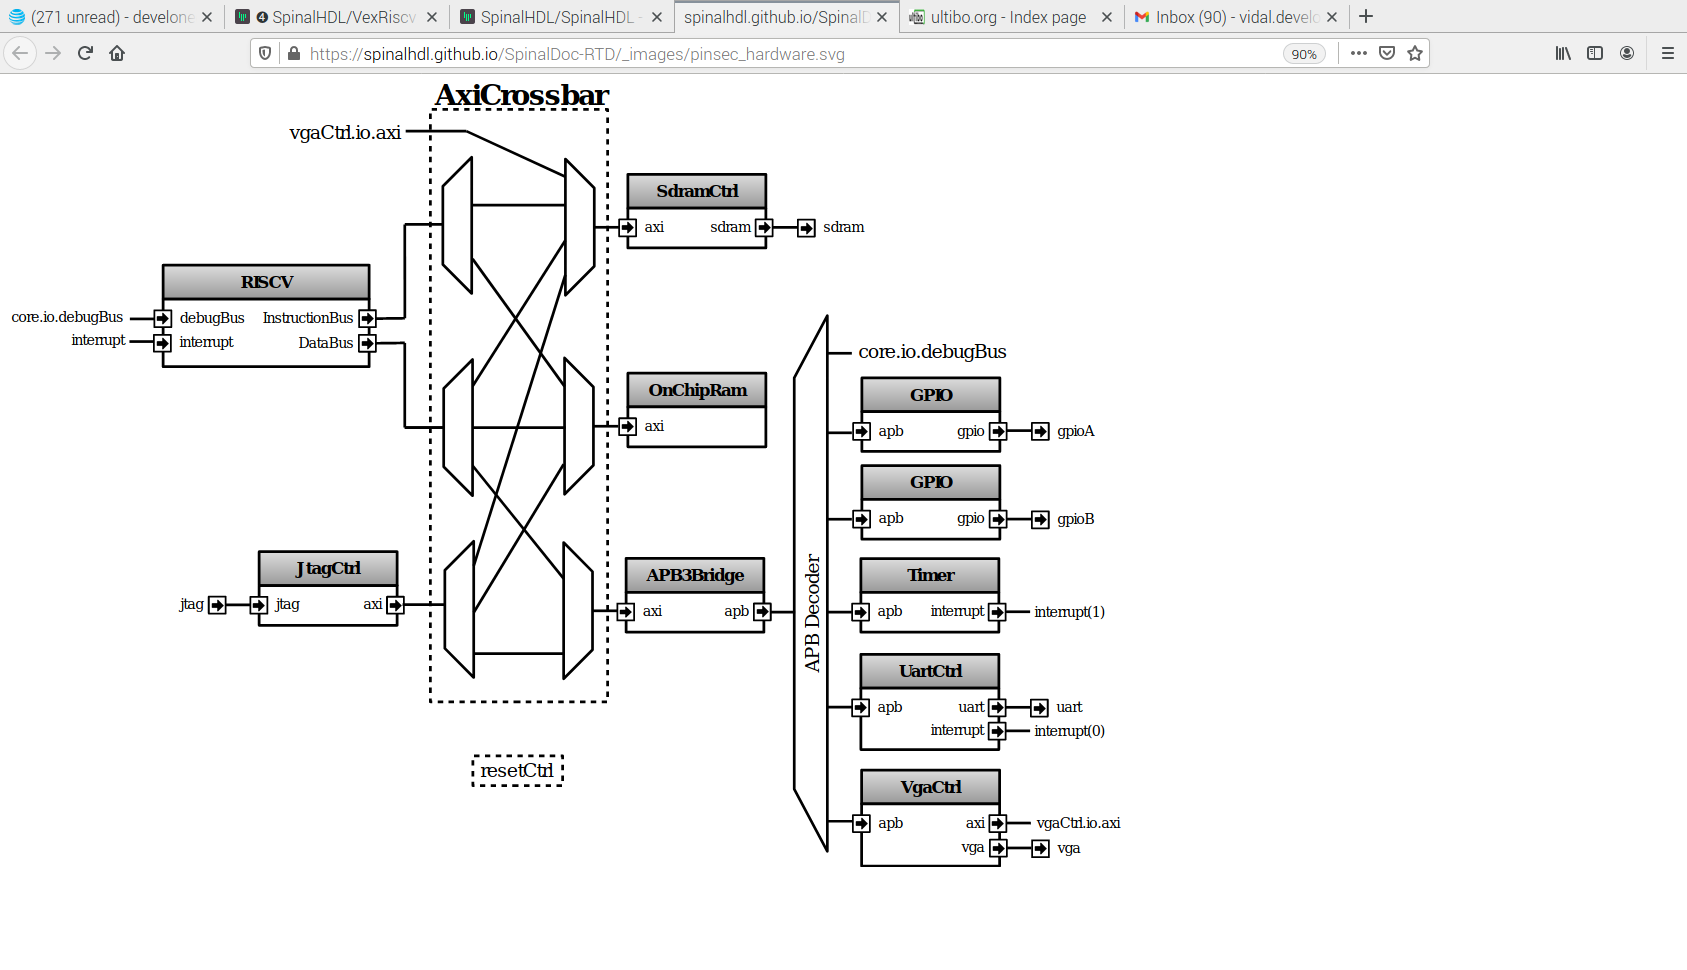 (271 unread) - develone
4 SpinalHDL/VexRiscv
SpinalHDL/SpinalHDL -
spinalhdl.github.io/SpinalD
ultibo.org - Index page
Inbox (90) - vidal.develo
https://spinalhdl.github.io/SpinalDoc-RTD/_images/pinsec_hardware.svg
90%
AxiCrossbar
vgaCtrl.io.axi
SdramCtrl
axi
sdram
sdram
RISCV
core.io.debugBus
debugBus
InstructionBus
interrupt
interrupt
DataBus
OnChipRam
axi
JtagCtrl
jtag
jtag
axi
APB3Bridge
axi
apb
APB Decoder
core.io.debugBus
GPIO
apb
gpio
gpioA
GPIO
apb
gpio
gpioB
Timer
apb
interrupt
interrupt(1)
UartCtrl
apb
uart
uart
interrupt
interrupt(0)
VgaCtrl
apb
axi
vgaCtrl.io.axi
vga
vga
resetCtrl